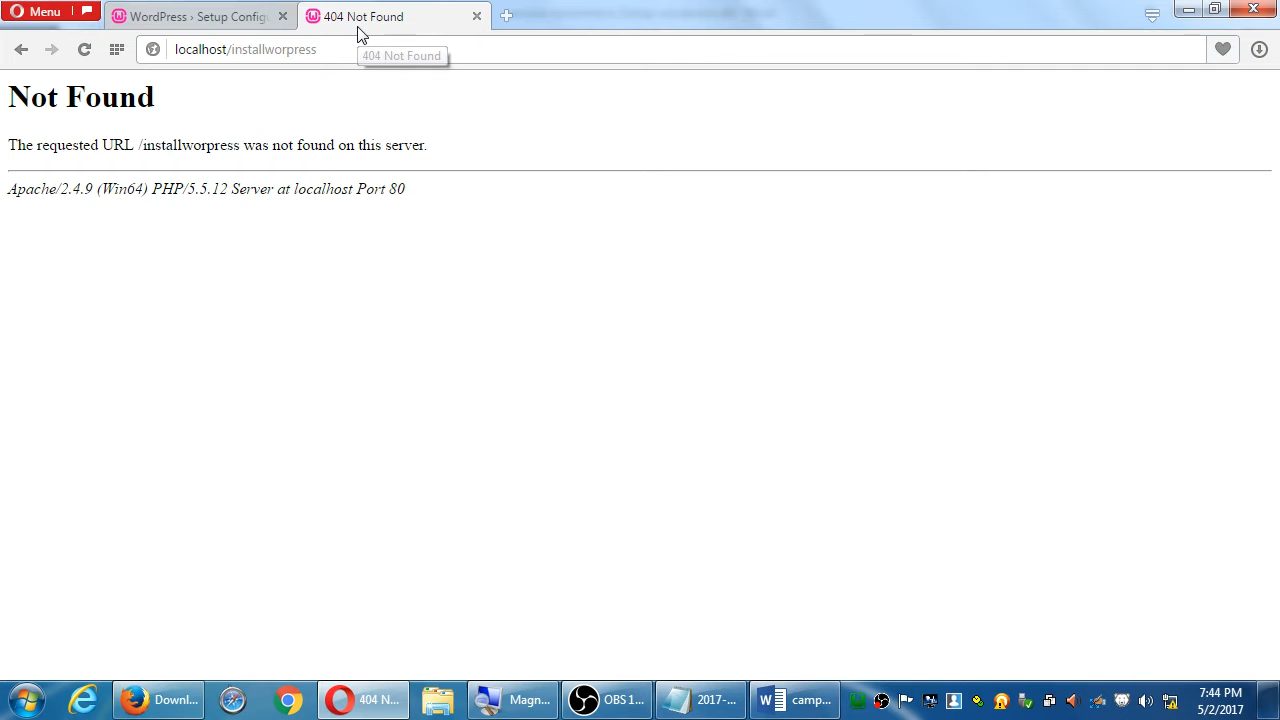 Menu
WordPress › Setup Configu
404 Not Found
localhost/installworpress
404 Not Found
Not Found
The requested URL /installworpress was not found on this server.
Apache/2.4.9 (Win64) PHP/5.5.12 Server at localhost Port 80
Downl...
404 N...
Magn...
OBS 1...
2017-...
camp...
7:44 PM
5/2/2017